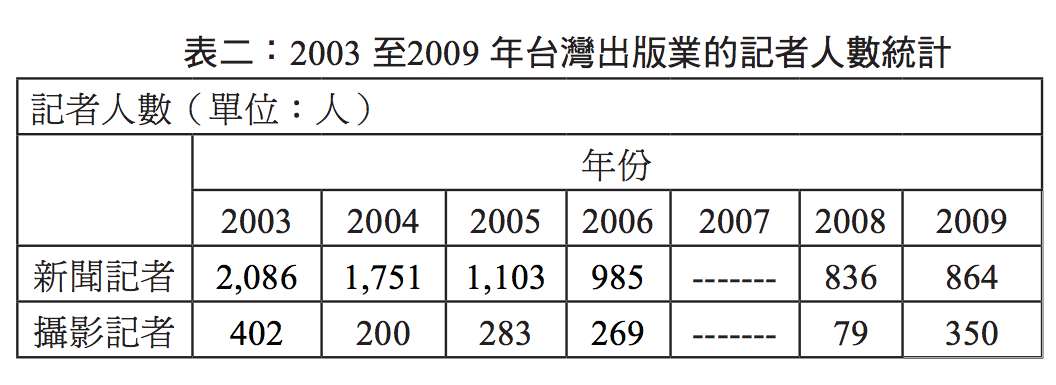 表二：2003 至2009 年台灣出版業的記者人數統計
記者人數（單位：人）
年份
2003 2004 2005 2006 2007 2008 2009
新聞記者 2,086 1,751 1,103 985 ------- 836 864
攝影記者 402 200 283 269 ------- 79 350